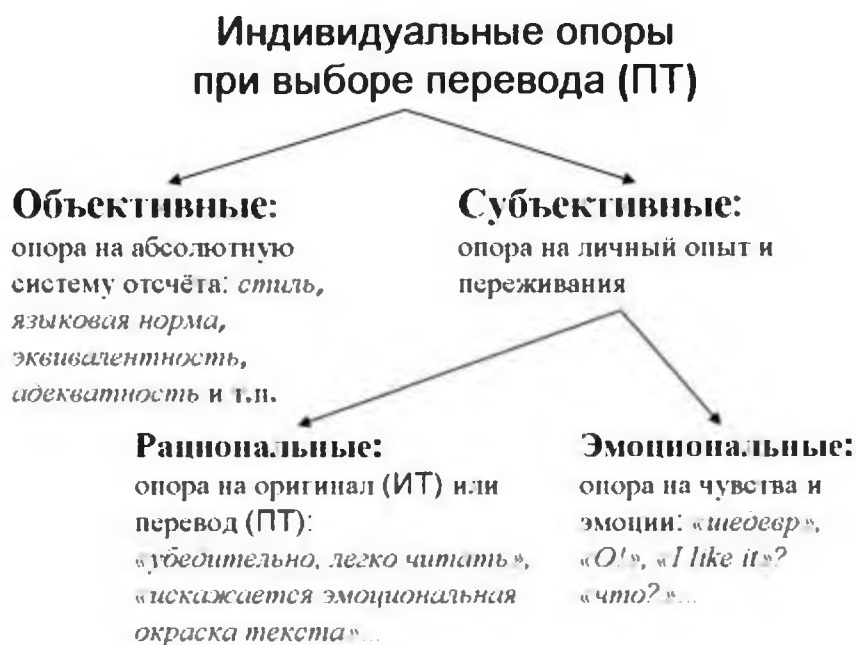 Индивидуальные опоры
при выборе перевода (ПТ)
Объективные:
опора на абсолютную
систему отсчёта: стиль,
языковая норма,
эквивалентность,
адекватность и т.п.
Субъективные:
опора на личный опыт и
переживания
Рациональные:
опора на оригинал (ИТ) или
перевод (ПТ):
«убедительно, легко читать»,
«искажается эмоциональная
окраска текста»...
Эмоциональные:
опора на чувства и
эмоции: «шедевр»,
«О!», «I like it»?
«что?»...